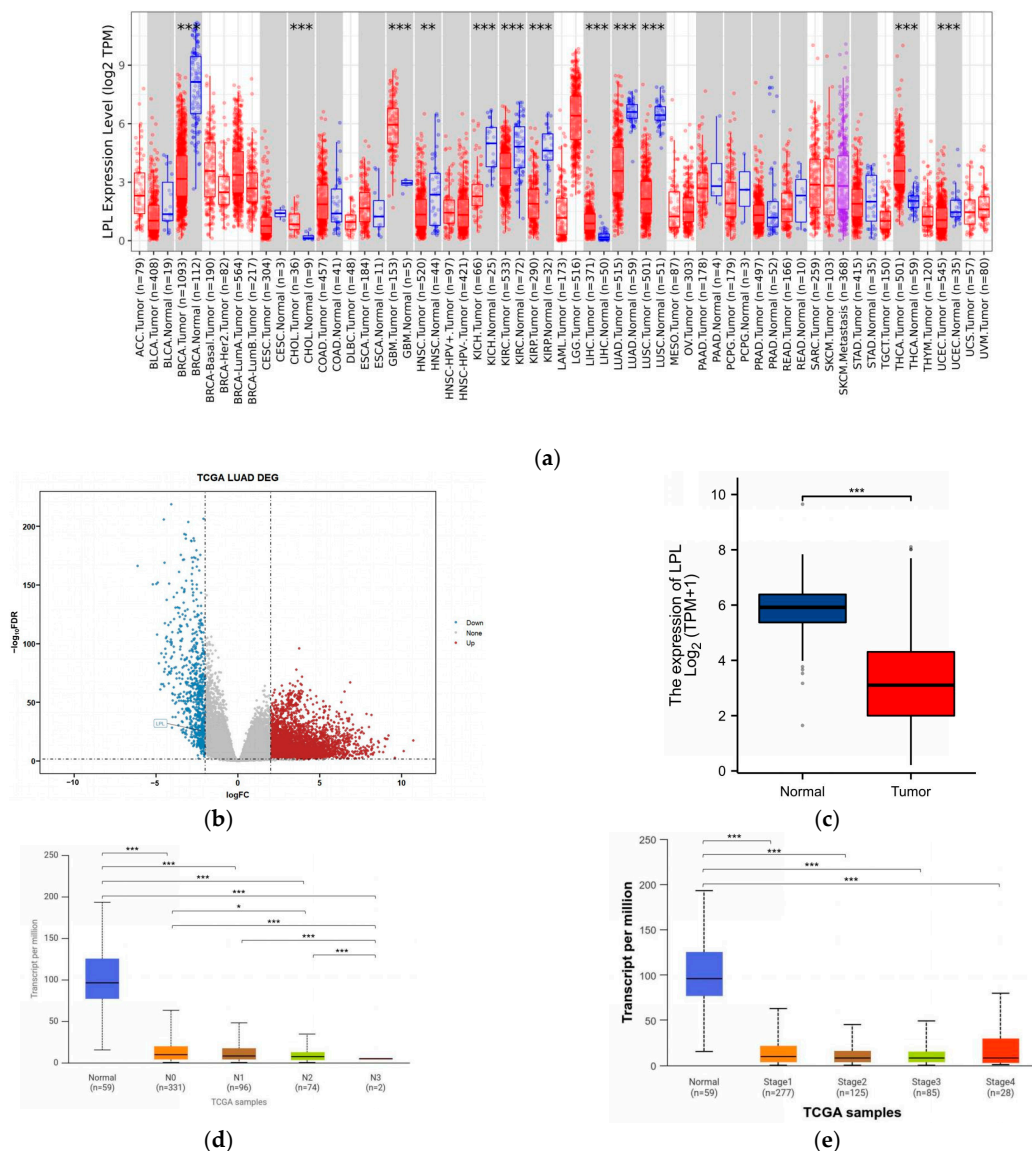 *** *** *** ** *** *** *** *** *** *** *** ***
LPL Expression Level (log2 TPM)
9
6
3
0
ACC.Tumor (n=79)
BLCA.Tumor (n=408)
BLCA.Normal (n=19)
BRCA.Tumor (n=1093)
BRCA.Normal (n=112)
BRCA-Basal.Tumor (n=190)
BRCA-Her2.Tumor (n=82)
BRCA-LumA.Tumor (n=564)
BRCA-LumB.Tumor (n=217)
CESC.Tumor (n=304)
CESC.Normal (n=3)
CHOL.Tumor (n=36)
CHOL.Normal (n=9)
COAD.Tumor (n=457)
COAD.Normal (n=41)
DLBC.Tumor (n=48)
ESCA.Tumor (n=184)
ESCA.Normal (n=11)
GBM.Tumor (n=153)
GBM.Normal (n=5)
HNSC.Tumor (n=520)
HNSC.Normal (n=44)
HNSC-HPV+.Tumor (n=97)
HNSC-HPV-.Tumor (n=421)
KICH.Tumor (n=66)
KICH.Normal (n=25)
KIRC.Tumor (n=533)
KIRC.Normal (n=72)
KIRP.Tumor (n=290)
KIRP.Normal (n=32)
LAML.Tumor (n=173)
LGG.Tumor (n=516)
LIHC.Tumor (n=371)
LIHC.Normal (n=50)
LUAD.Tumor (n=515)
LUAD.Normal (n=59)
LUSC.Tumor (n=501)
LUSC.Normal (n=51)
MESO.Tumor (n=87)
OV.Tumor (n=303)
PAAD.Tumor (n=178)
PAAD.Normal (n=4)
PCPG.Tumor (n=179)
PCPG.Normal (n=3)
PRAD.Tumor (n=497)
PRAD.Normal (n=52)
READ.Tumor (n=166)
READ.Normal (n=10)
SARC.Tumor (n=259)
SKCM.Tumor (n=103)
SKCM.Metastasis (n=368)
STAD.Tumor (n=415)
STAD.Normal (n=35)
TGCT.Tumor (n=150)
THCA.Tumor (n=501)
THCA.Normal (n=59)
THYM.Tumor (n=120)
UCEC.Tumor (n=545)
UCEC.Normal (n=35)
UCS.Tumor (n=57)
UVM.Tumor (n=80)
(a)
TCGA LUAD DEG
-log₁₀FDR
200
150
100
50
0
LPL
Down
None
Up
-10 -5 0 5 10
logFC
(b)
***
The expression of LPL
Log₂ (TPM+1)
10
8
6
4
2
0
Normal Tumor
(c)
Transcript per million
250
200
150
100
50
0
***
***
***
***
*
***
***
***
Normal N0 N1 N2 N3
(n=59) (n=331) (n=96) (n=74) (n=2)
TCGA samples
(d)
Transcript per million
250
200
150
100
50
0
***
***
***
***
Normal Stage1 Stage2 Stage3 Stage4
(n=59) (n=277) (n=125) (n=85) (n=28)
TCGA samples
(e)